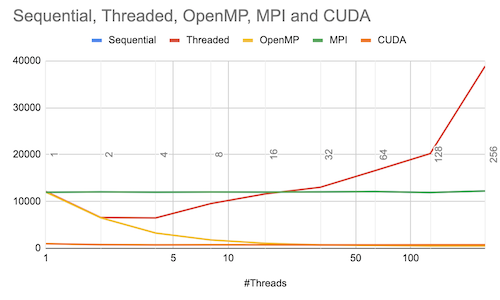 Sequential, Threaded, OpenMP, MPI and CUDA
Sequential Threaded OpenMP MPI CUDA
40000
30000
20000
10000
0
1 2 4 8 16 32 64 128 256
1 5 10 50 100
#Threads